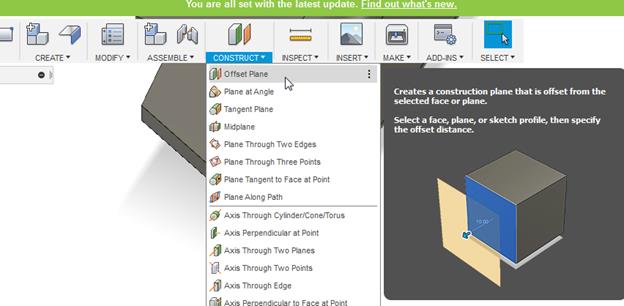 You are all set with the latest update. Find out what's new.
CREATE ▾ MODIFY ▾ ASSEMBLE ▾ CONSTRUCT ▾ INSPECT ▾ INSERT ▾ MAKE ▾ ADD-INS ▾ SELECT ▾
Offset Plane
Plane at Angle
Tangent Plane
Midplane
Plane Through Two Edges
Plane Through Three Points
Plane Tangent to Face at Point
Plane Along Path
Axis Through Cylinder/Cone/Torus
Axis Perpendicular at Point
Axis Through Two Planes
Axis Through Two Points
Axis Through Edge
Axis Perpendicular to Face at Point
Creates a construction plane that is offset from the
selected face or plane.
Select a face, plane, or sketch profile, then specify
the offset distance.
10.00